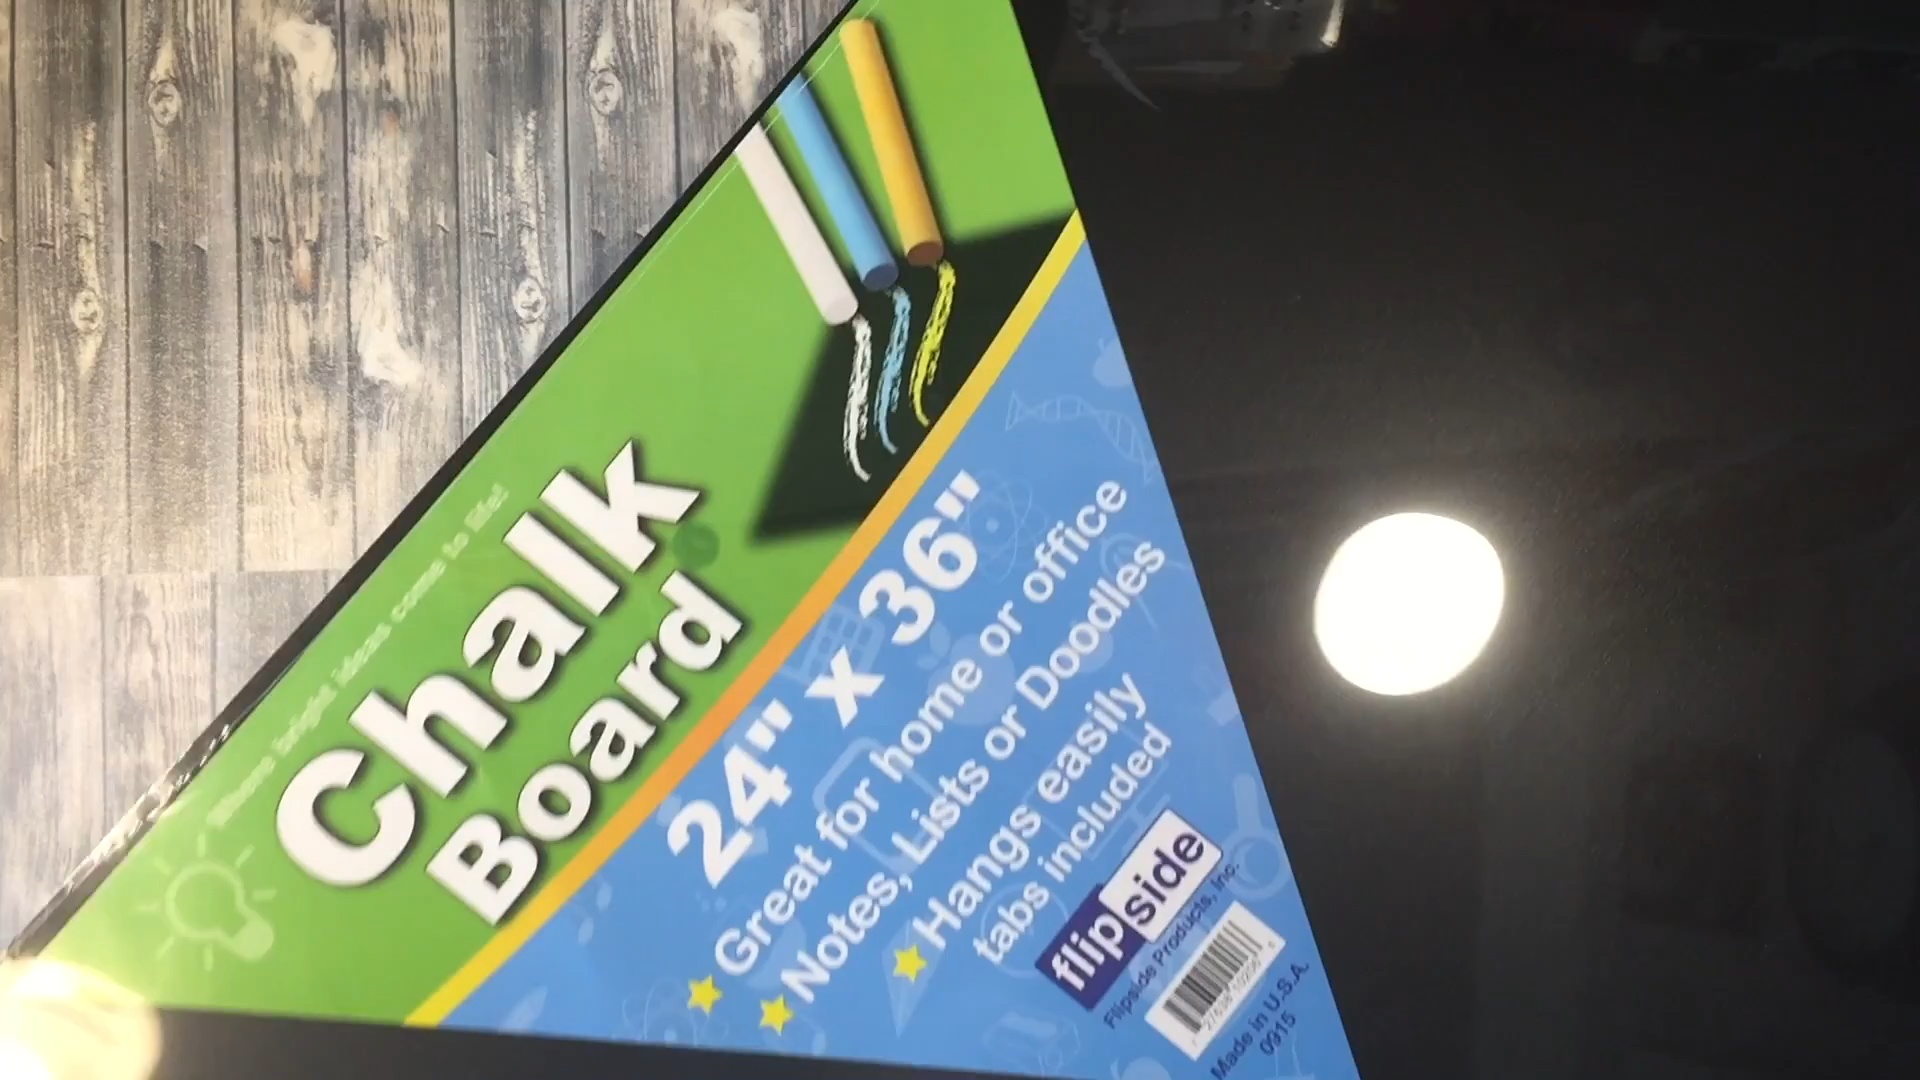 Where bright ideas come to life!
Chalk
Board
24" x 36"
Great for home or office
Notes, Lists or Doodles
Hangs easily
tabs included
flipside
Flipside Products, Inc.
Made in U.S.A.
0915